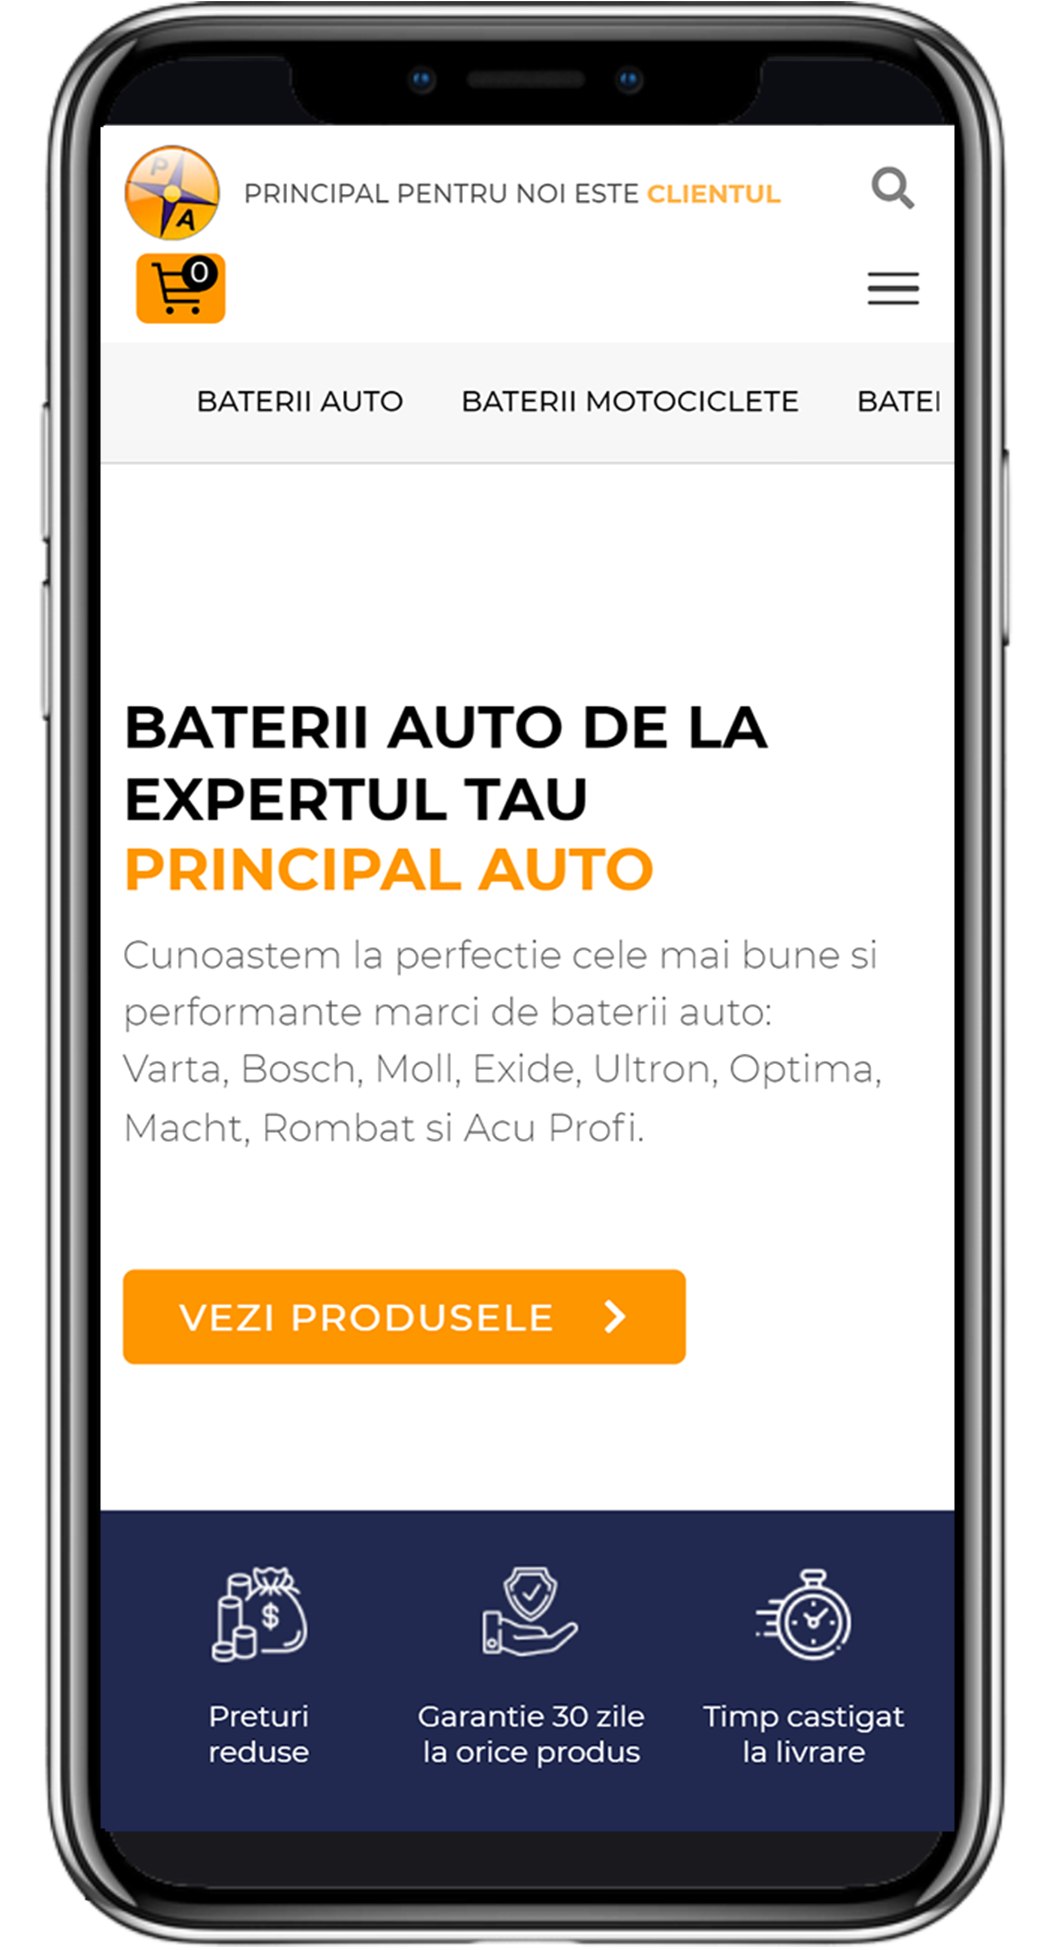 P
A
PRINCIPAL PENTRU NOI ESTE CLIENTUL
0
BATERII AUTO BATERII MOTOCICLETE BATEI
BATERII AUTO DE LA
EXPERTUL TAU
PRINCIPAL AUTO
Cunoastem la perfectie cele mai bune si
performante marci de baterii auto:
Varta, Bosch, Moll, Exide, Ultron, Optima,
Macht, Rombat si Acu Profi.
VEZI PRODUSELE
$
Preturi
reduse
Garantie 30 zile
la orice produs
Timp castigat
la livrare